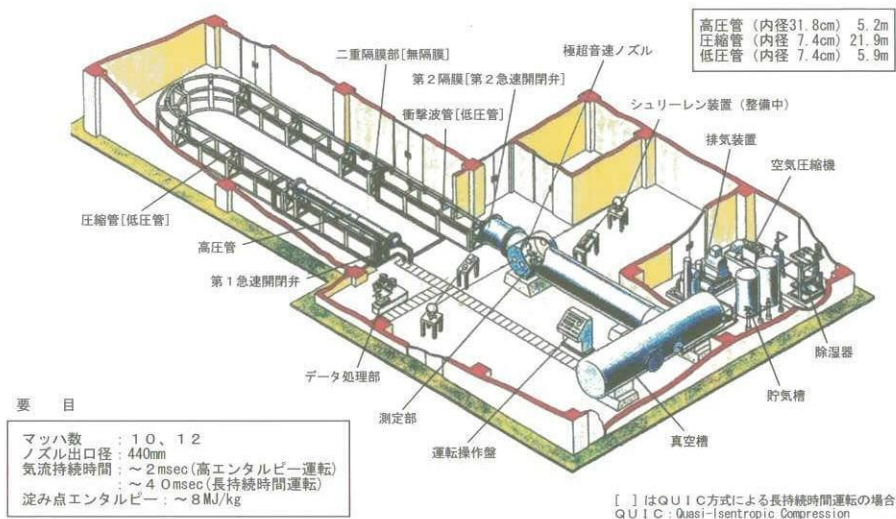 高圧管 (内径31.8cm) 5.2m
圧縮管 (内径 7.4cm) 21.9m
低圧管 (内径 7.4cm) 5.9m
極超音速ノズル
二重隔膜部[無隔膜]
第2隔膜[第2急速開閉弁]
シュリーレン装置 (整備中)
衝撃波管[低圧管]
排気装置
空気圧縮機
圧縮管[低圧管]
高圧管
第1急速開閉弁
データ処理部
測定部
運転操作盤
真空槽
貯気槽
除湿器
要 目
マッハ数 : 10、12
ノズル出口径 : 440mm
気流持続時間 : ~2msec(高エンタルピー運転)
: ~40msec(長持続時間運転)
淀み点エンタルピー : ~8MJ/kg
[ ] はQUIC方式による長持続時間運転の場合
QUIC : Quasi-Isentropic Compression